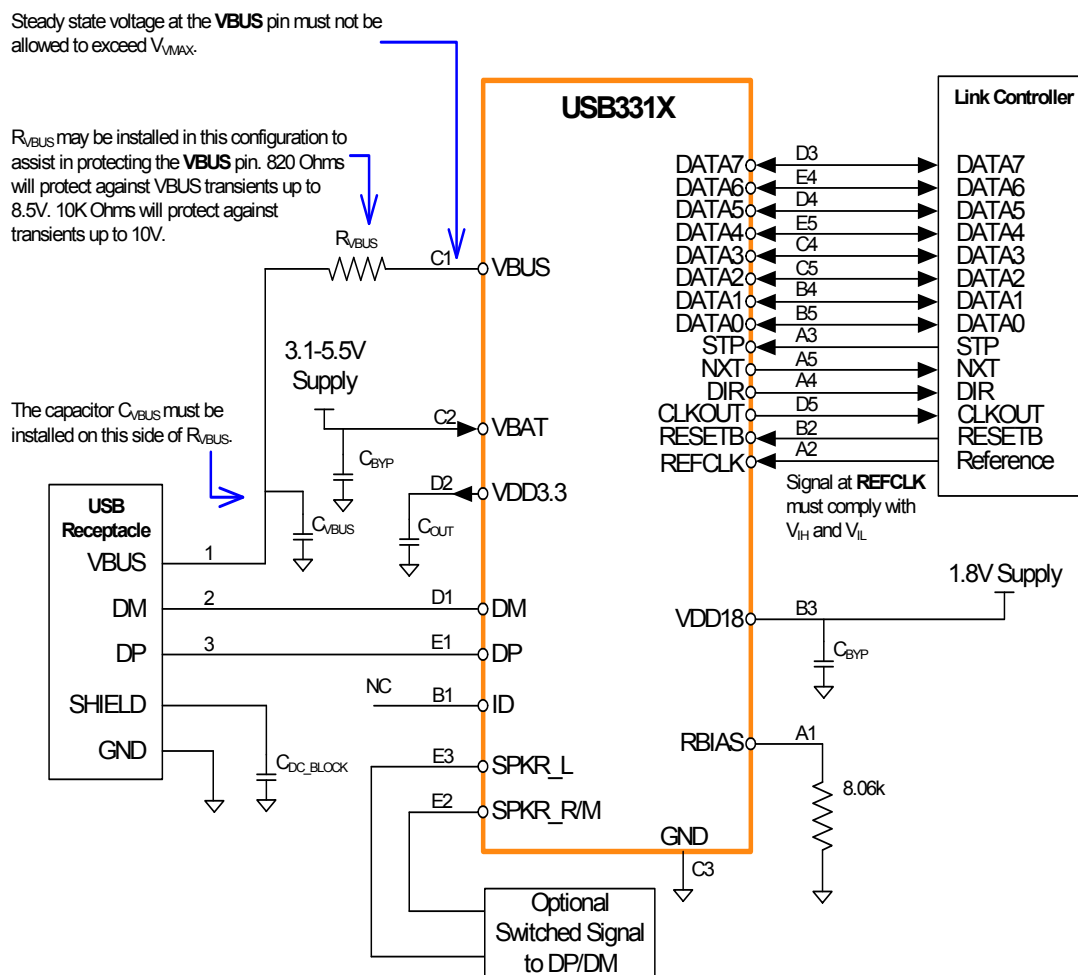 Steady state voltage at the VBUS pin must not be
allowed to exceed VVMAX.
RVBUS may be installed in this configuration to
assist in protecting the VBUS pin. 820 Ohms
will protect against VBUS transients up to
8.5V. 10K Ohms will protect against
transients up to 10V.
RVBUS
C1
VBUS
3.1-5.5V
Supply
The capacitor CVBUS must be
installed on this side of RVBUS.
C2
VBAT
CBYP
D2
VDD3.3
COUT
CVBUS
USB
Receptacle
VBUS
1
DM
2
D1
DM
DP
3
E1
DP
SHIELD
NC
B1
ID
GND
CDC_BLOCK
E3
SPKR_L
E2
SPKR_R/M
Optional
Switched Signal
to DP/DM
USB331X
Link Controller
DATA7
D3
DATA7
DATA6
E4
DATA6
DATA5
D4
DATA5
DATA4
E5
DATA4
DATA3
C4
DATA3
DATA2
C5
DATA2
DATA1
B4
DATA1
DATA0
B5
DATA0
STP
A3
STP
NXT
A5
NXT
DIR
A4
DIR
CLKOUT
D5
CLKOUT
RESETB
B2
RESETB
REFCLK
A2
Reference
Signal at REFCLK
must comply with
VIH and VIL
1.8V Supply
VDD18
B3
CBYP
RBIAS
A1
8.06k
GND
C3